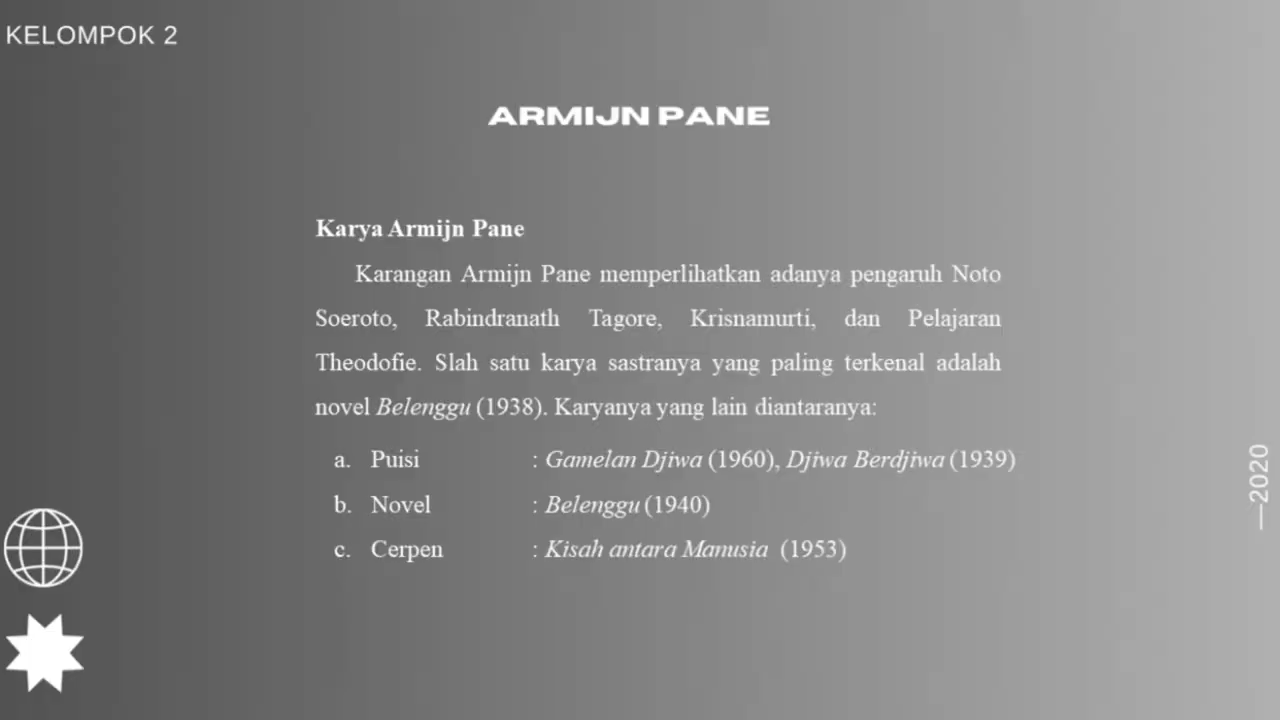 KELOMPOK 2
ARMIJN PANE
Karya Armijn Pane
Karangan Armijn Pane memperlihatkan adanya pengaruh Noto
Soeroto, Rabindranath Tagore, Krisnamurti, dan Pelajaran
Theodofie. Slah satu karya sastranya yang paling terkenal adalah
novel Belenggu (1938). Karyanya yang lain diantaranya:
a. Puisi : Gamelan Djiwa (1960), Djiwa Berdjiwa (1939)
b. Novel : Belenggu (1940)
c. Cerpen : Kisah antara Manusia (1953)
—2020